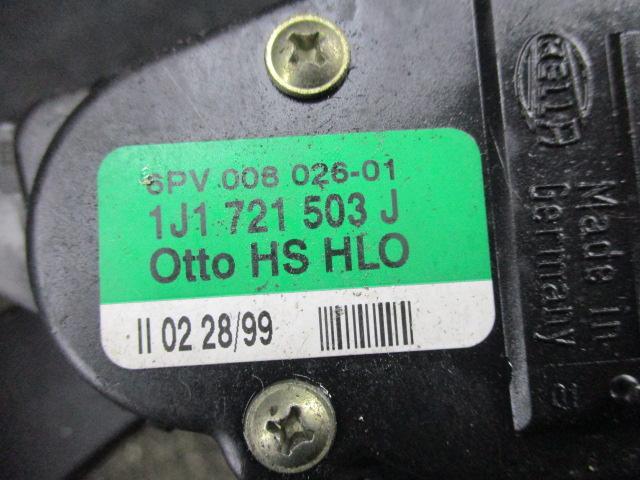 6PV 008 026-01
1J1 721 503 J
Otto HS HLO
II 02 28/99
HELLA
Made in
Germany